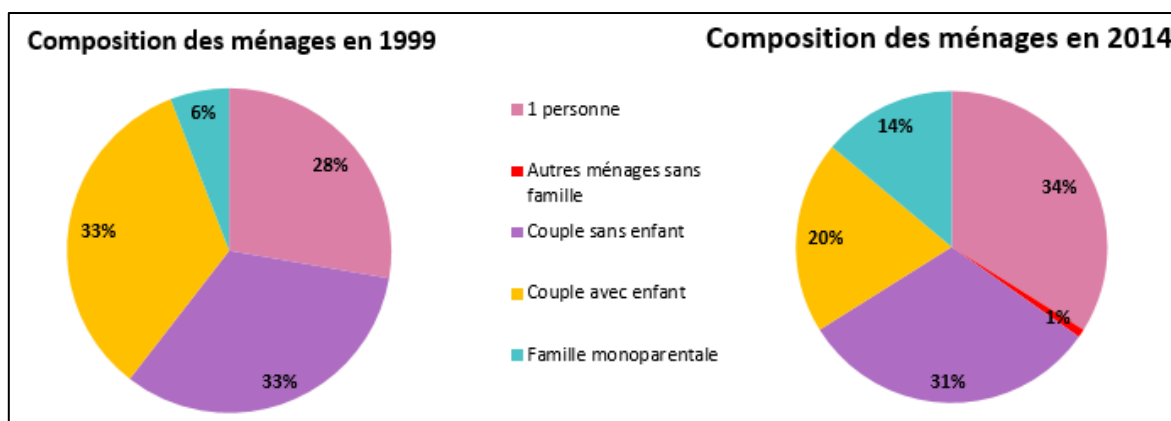 Composition des ménages en 1999
6%
28%
33%
33%
1 personne
Autres ménages sans
famille
Couple sans enfant
Couple avec enfant
Famille monoparentale
Composition des ménages en 2014
14%
34%
20%
1%
31%